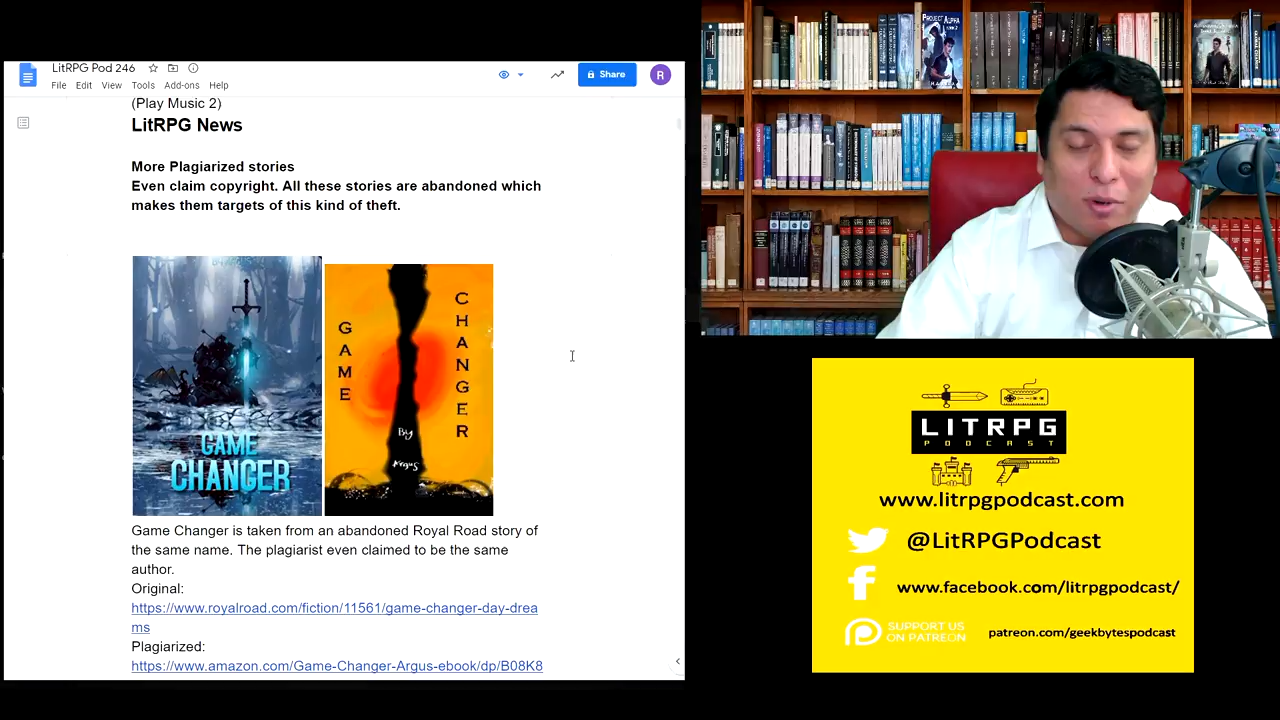 LitRPG Pod 246
File Edit View Tools Add-ons Help
Share
R
(Play Music 2)
LitRPG News
More Plagiarized stories
Even claim copyright. All these stories are abandoned which
makes them targets of this kind of theft.
GAME
CHANGER
GAME
CHANGER
By
Argus
Game Changer is taken from an abandoned Royal Road story of
the same name. The plagiarist even claimed to be the same
author.
Original:
https://www.royalroad.com/fiction/11561/game-changer-day-drea
ms
Plagiarized:
https://www.amazon.com/Game-Changer-Argus-ebook/dp/B08K8
PROJECT
ALPHA
LITRPG
PODCAST
www.litrpgpodcast.com
@LitRPGPodcast
www.facebook.com/litrpgpodcast/
SUPPORT US
ON PATREON
patreon.com/geekbytespodcast